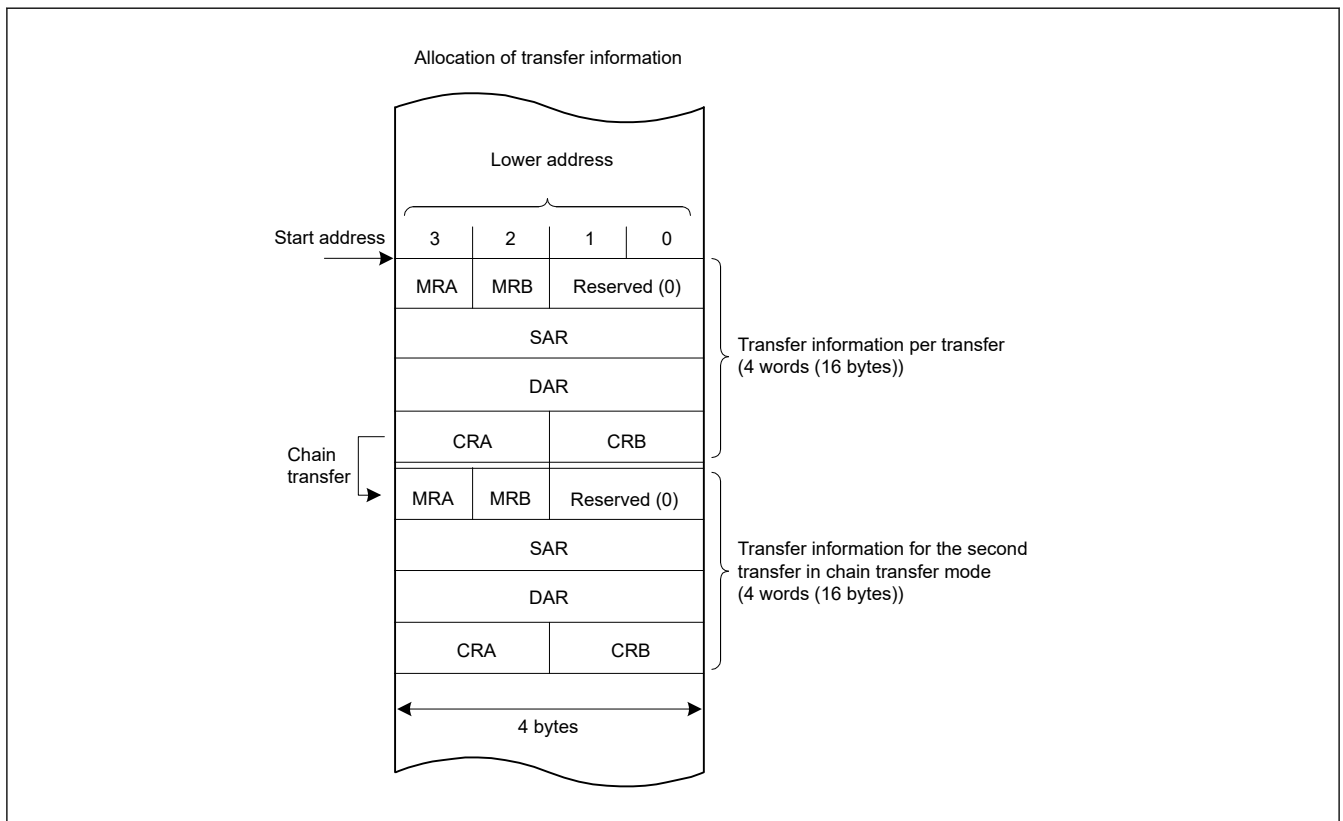 Allocation of transfer information
Lower address
Start address
3 2 1 0
MRA MRB Reserved (0)
SAR
DAR
CRA CRB
Transfer information per transfer
(4 words (16 bytes))
Chain
transfer
MRA MRB Reserved (0)
SAR
DAR
CRA CRB
Transfer information for the second
transfer in chain transfer mode
(4 words (16 bytes))
4 bytes